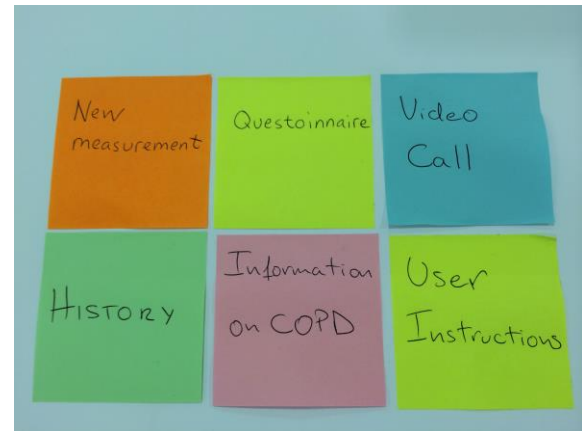 New
measurement
Questoinnaire
Video
Call
HISTORY
Information
on COPD
User
Instructions